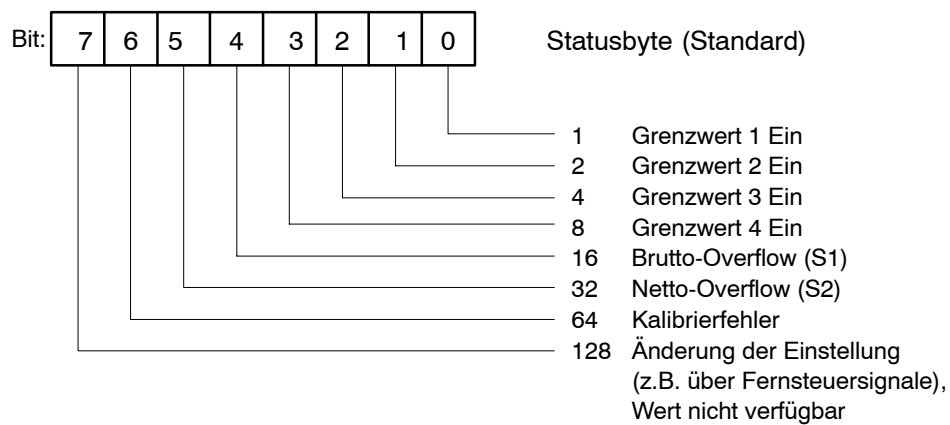 Bit: 7 6 5 4 3 2 1 0 Statusbyte (Standard)
1 Grenzwert 1 Ein
2 Grenzwert 2 Ein
4 Grenzwert 3 Ein
8 Grenzwert 4 Ein
16 Brutto-Overflow (S1)
32 Netto-Overflow (S2)
64 Kalibrierfehler
128 Änderung der Einstellung
(z.B. über Fernsteuersignale),
Wert nicht verfügbar